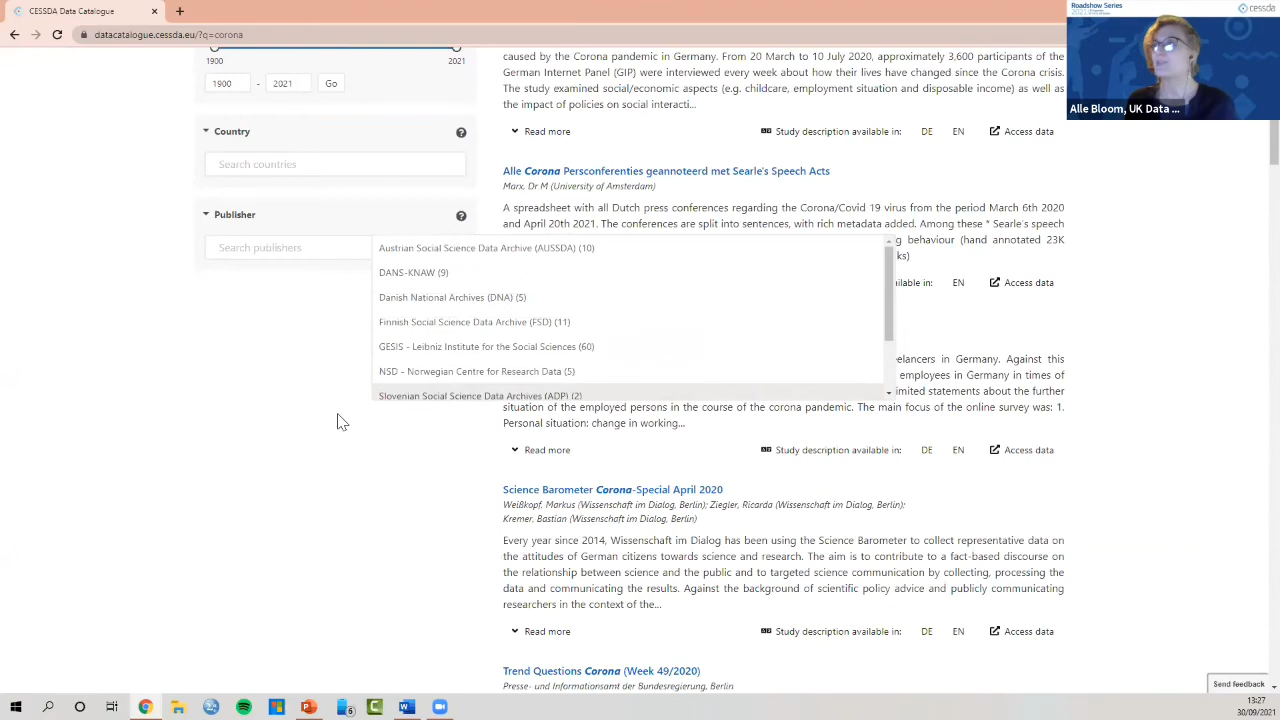 CESSDA Data Catalogue
datacatalogue.cessda.eu/?q=corona
Roadshow Series
2021
cessda
Alle Bloom, UK Data ...
1900
2021
1900 - 2021 Go
Country
Search countries
Publisher
Search publishers
Austrian Social Science Data Archive (AUSSDA) (10)
DANS-KNAW (9)
Danish National Archives (DNA) (5)
Finnish Social Science Data Archive (FSD) (11)
GESIS - Leibniz Institute for the Social Sciences (60)
NSD - Norwegian Centre for Research Data (5)
Slovenian Social Science Data Archives (ADP) (2)
caused by the Corona pandemic in Germany. From 20 March to 10 July 2020, approximately 3,600 participants of the
German Internet Panel (GIP) were interviewed every week about how their lives have changed since the Corona crisis.
The study examined social/economic aspects (e.g. childcare, employment situation and disposable income) as well as
the impact of policies on social interacti...
Read more Study description available in: DE EN Access data
Alle Corona Persconferenties geannoteerd met Searle's Speech Acts
Marx, Dr M (University of Amsterdam)
A spreadsheet with all Dutch press conferences regarding the Corona/Covid 19 virus from the period March 6th 2020
and April 20th 2021. The conferences are split into sentences, with rich metadata added. Among these " Searle's speech
g behaviour (hand annotated 23K
ks)
ailable in: EN Access data
elancers in Germany. Against this
employees in Germany in times of
imited statements about the further
situation of the employed persons in the course of the corona pandemic. The main focus of the online survey was: 1.
Personal situation: change in working...
Read more Study description available in: DE EN Access data
Science Barometer Corona-Special April 2020
Weißkopf, Markus (Wissenschaft im Dialog, Berlin); Ziegler, Ricarda (Wissenschaft im Dialog, Berlin);
Kremer, Bastian (Wissenschaft im Dialog, Berlin)
Every year since 2014, Wissenschaft im Dialog has been using the Science Barometer to collect representative data on
the attitudes of German citizens towards science and research. The aim is to contribute to a fact-based discourse on
the relationship between science and the public and to targeted science communication by collecting, processing the
data and communicating the results. Against the background of scientific policy advice and publicly communicating
researchers in the context of the...
Read more Study description available in: DE EN Access data
Trend Questions Corona (Week 49/2020)
Presse- und Informationsamt der Bundesregierung, Berlin
Send feedback
13:27
30/09/2021